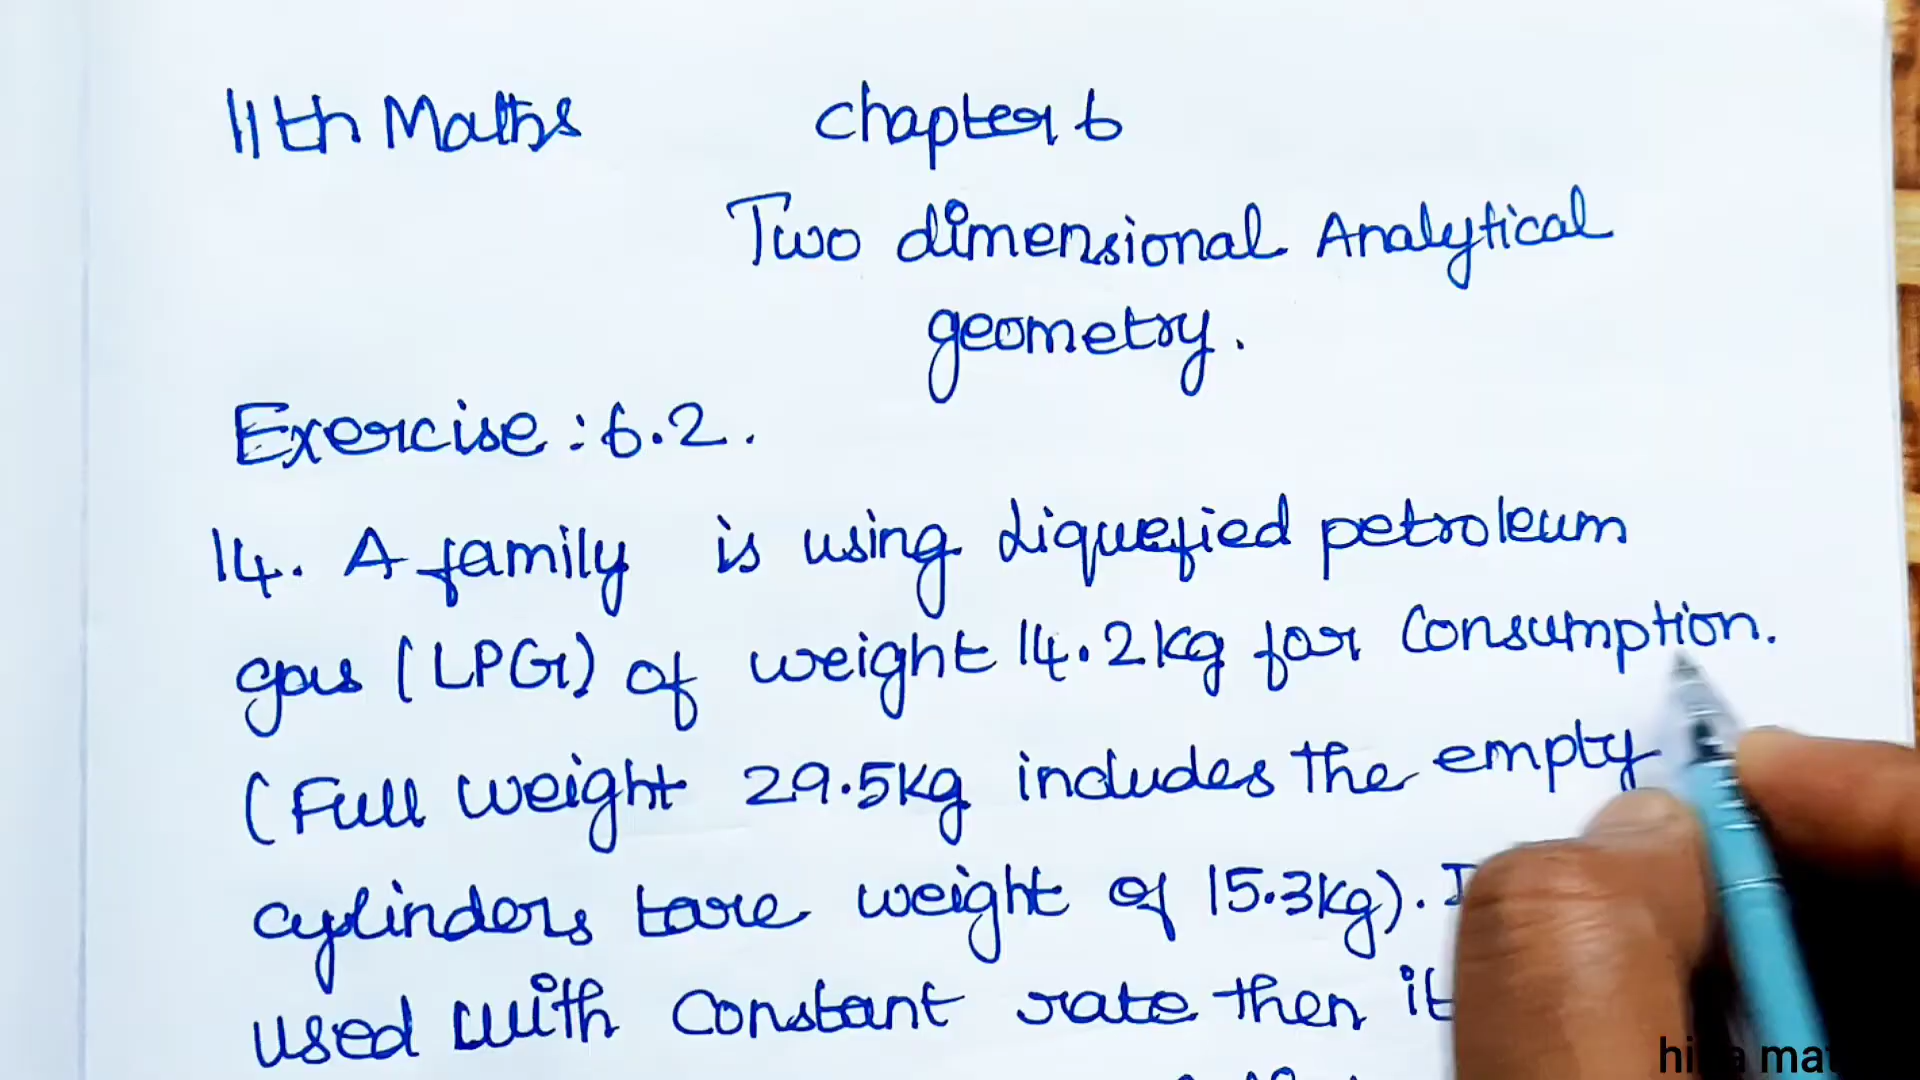 11th Maths chapter 6
Two dimensional Analytical
geometry.
Exercise : 6.2.
14. A family is using Liquefied petroleum
gas (LPG) of weight 14.2kg for Consumption.
(Full weight 29.5kg includes the empty
cylinders tare weight of 15.3kg).
used with Constant rate then it